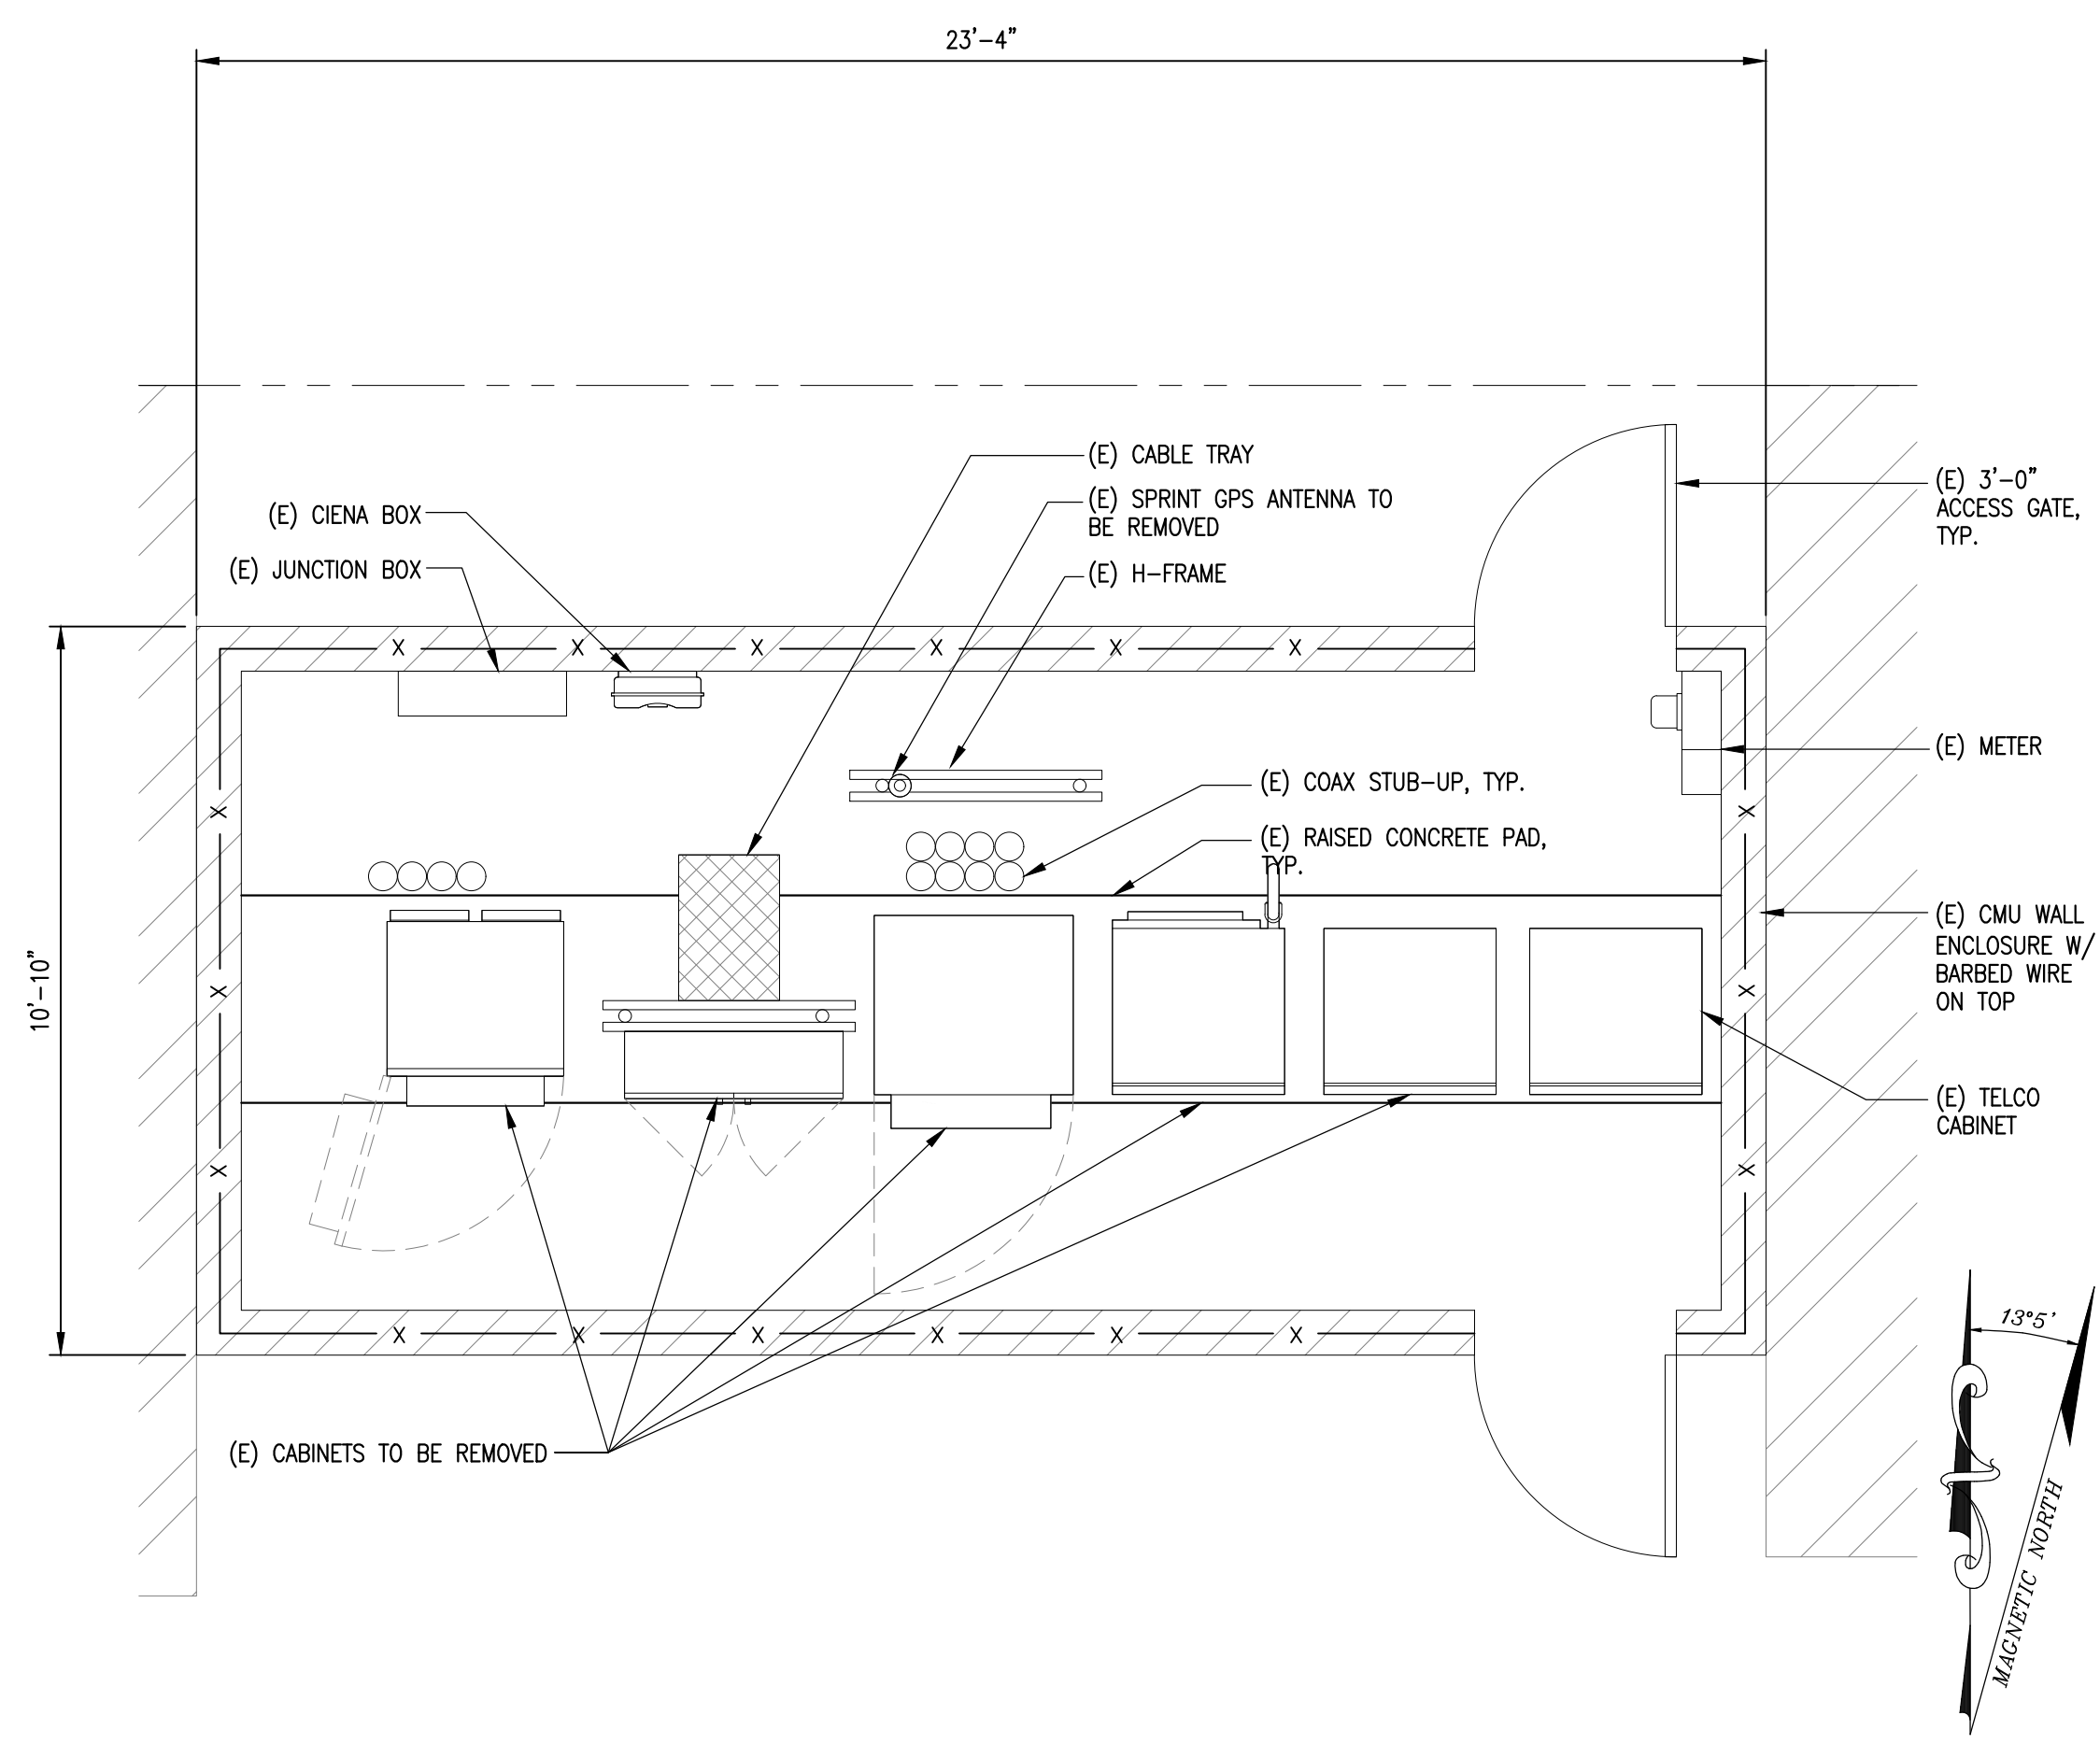 23'-4"
(E) CABLE TRAY
(E) SPRINT GPS ANTENNA TO
BE REMOVED
(E) H-FRAME
(E) CIENA BOX
(E) JUNCTION BOX
(E) 3'-0"
ACCESS GATE,
TYP.
X X X X X X
(E) METER
(E) COAX STUB-UP, TYP.
(E) RAISED CONCRETE PAD,
TYP.
X
X
X
X
X
X
10'-10"
(E) CMU WALL
ENCLOSURE W/
BARBED WIRE
ON TOP
(E) TELCO
CABINET
X X X X X X
(E) CABINETS TO BE REMOVED
13°5'
MAGNETIC NORTH